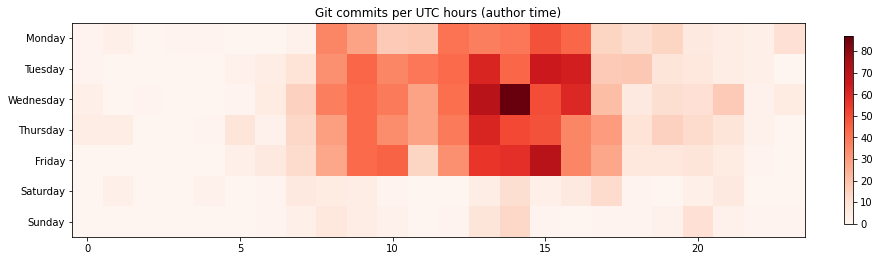 Git commits per UTC hours (author time)
Monday
Tuesday
Wednesday
Thursday
Friday
Saturday
Sunday
0 5 10 15 20
80
70
60
50
40
30
20
10
0